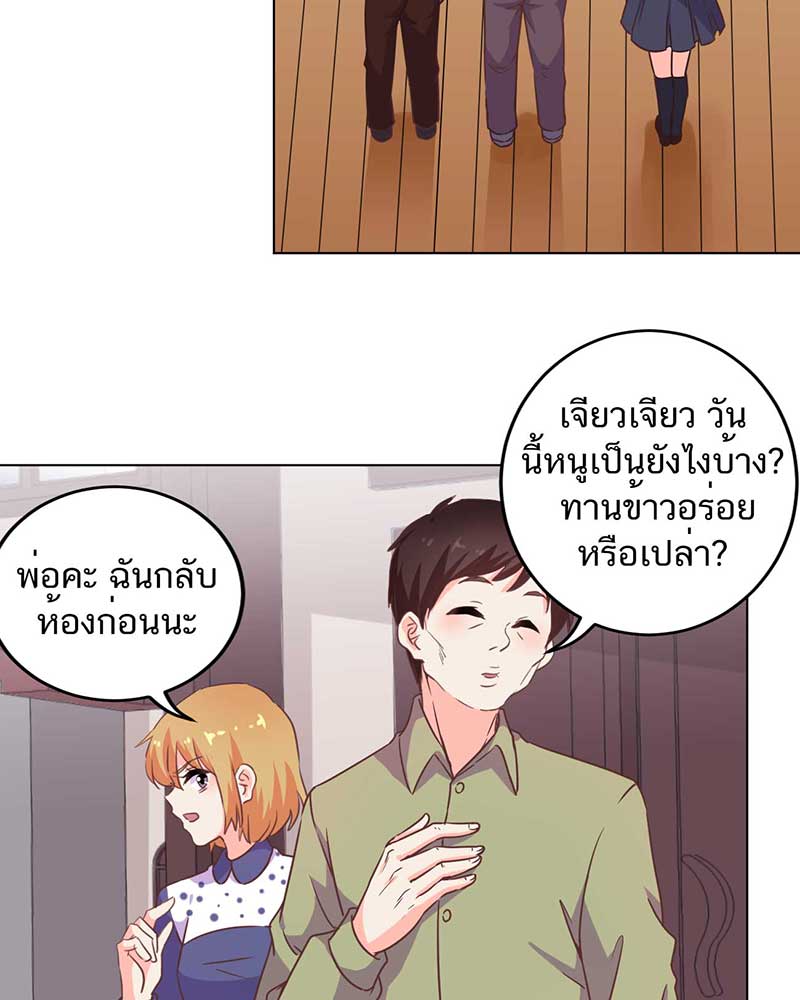 เจียวเจียว วัน
นี้หนูเป็นยังไงบ้าง?
ทานข้าวอร่อย
หรือเปล่า?
พ่อคะ ฉันกลับ
ห้องก่อนนะ